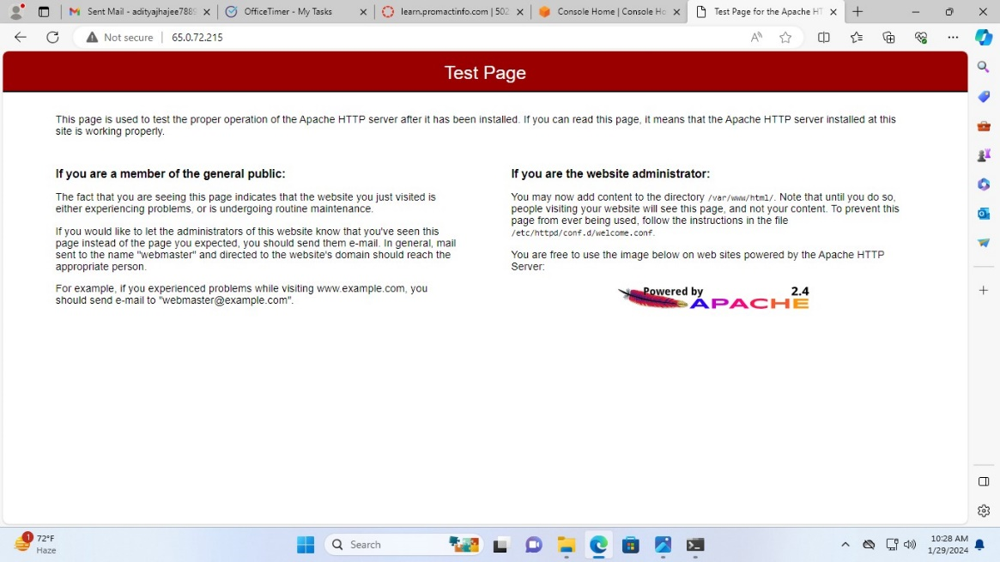 Sent Mail - adityajhajee7889
OfficeTimer - My Tasks
learn.promactinfo.com | 502
Console Home | Console Ho
Test Page for the Apache H
Not secure
65.0.72.215
Test Page
This page is used to test the proper operation of the Apache HTTP server after it has been installed. If you can read this page, it means that the Apache HTTP server installed at this
site is working properly.
If you are a member of the general public:
The fact that you are seeing this page indicates that the website you just visited is
either experiencing problems, or is undergoing routine maintenance.
If you would like to let the administrators of this website know that you've seen this
page instead of the page you expected, you should send them e-mail. In general, mail
sent to the name "webmaster" and directed to the website's domain should reach the
appropriate person.
For example, if you experienced problems while visiting www.example.com, you
should send e-mail to "webmaster@example.com".
If you are the website administrator:
You may now add content to the directory /var/www/html/. Note that until you do so,
people visiting your website will see this page, and not your content. To prevent this
page from ever being used, follow the instructions in the file
/etc/httpd/conf.d/welcome.conf.
You are free to use the image below on web sites powered by the Apache HTTP
Server:
Powered by 2.4
APACHE
1
72°F
Haze
Search
10:28 AM
1/29/2024